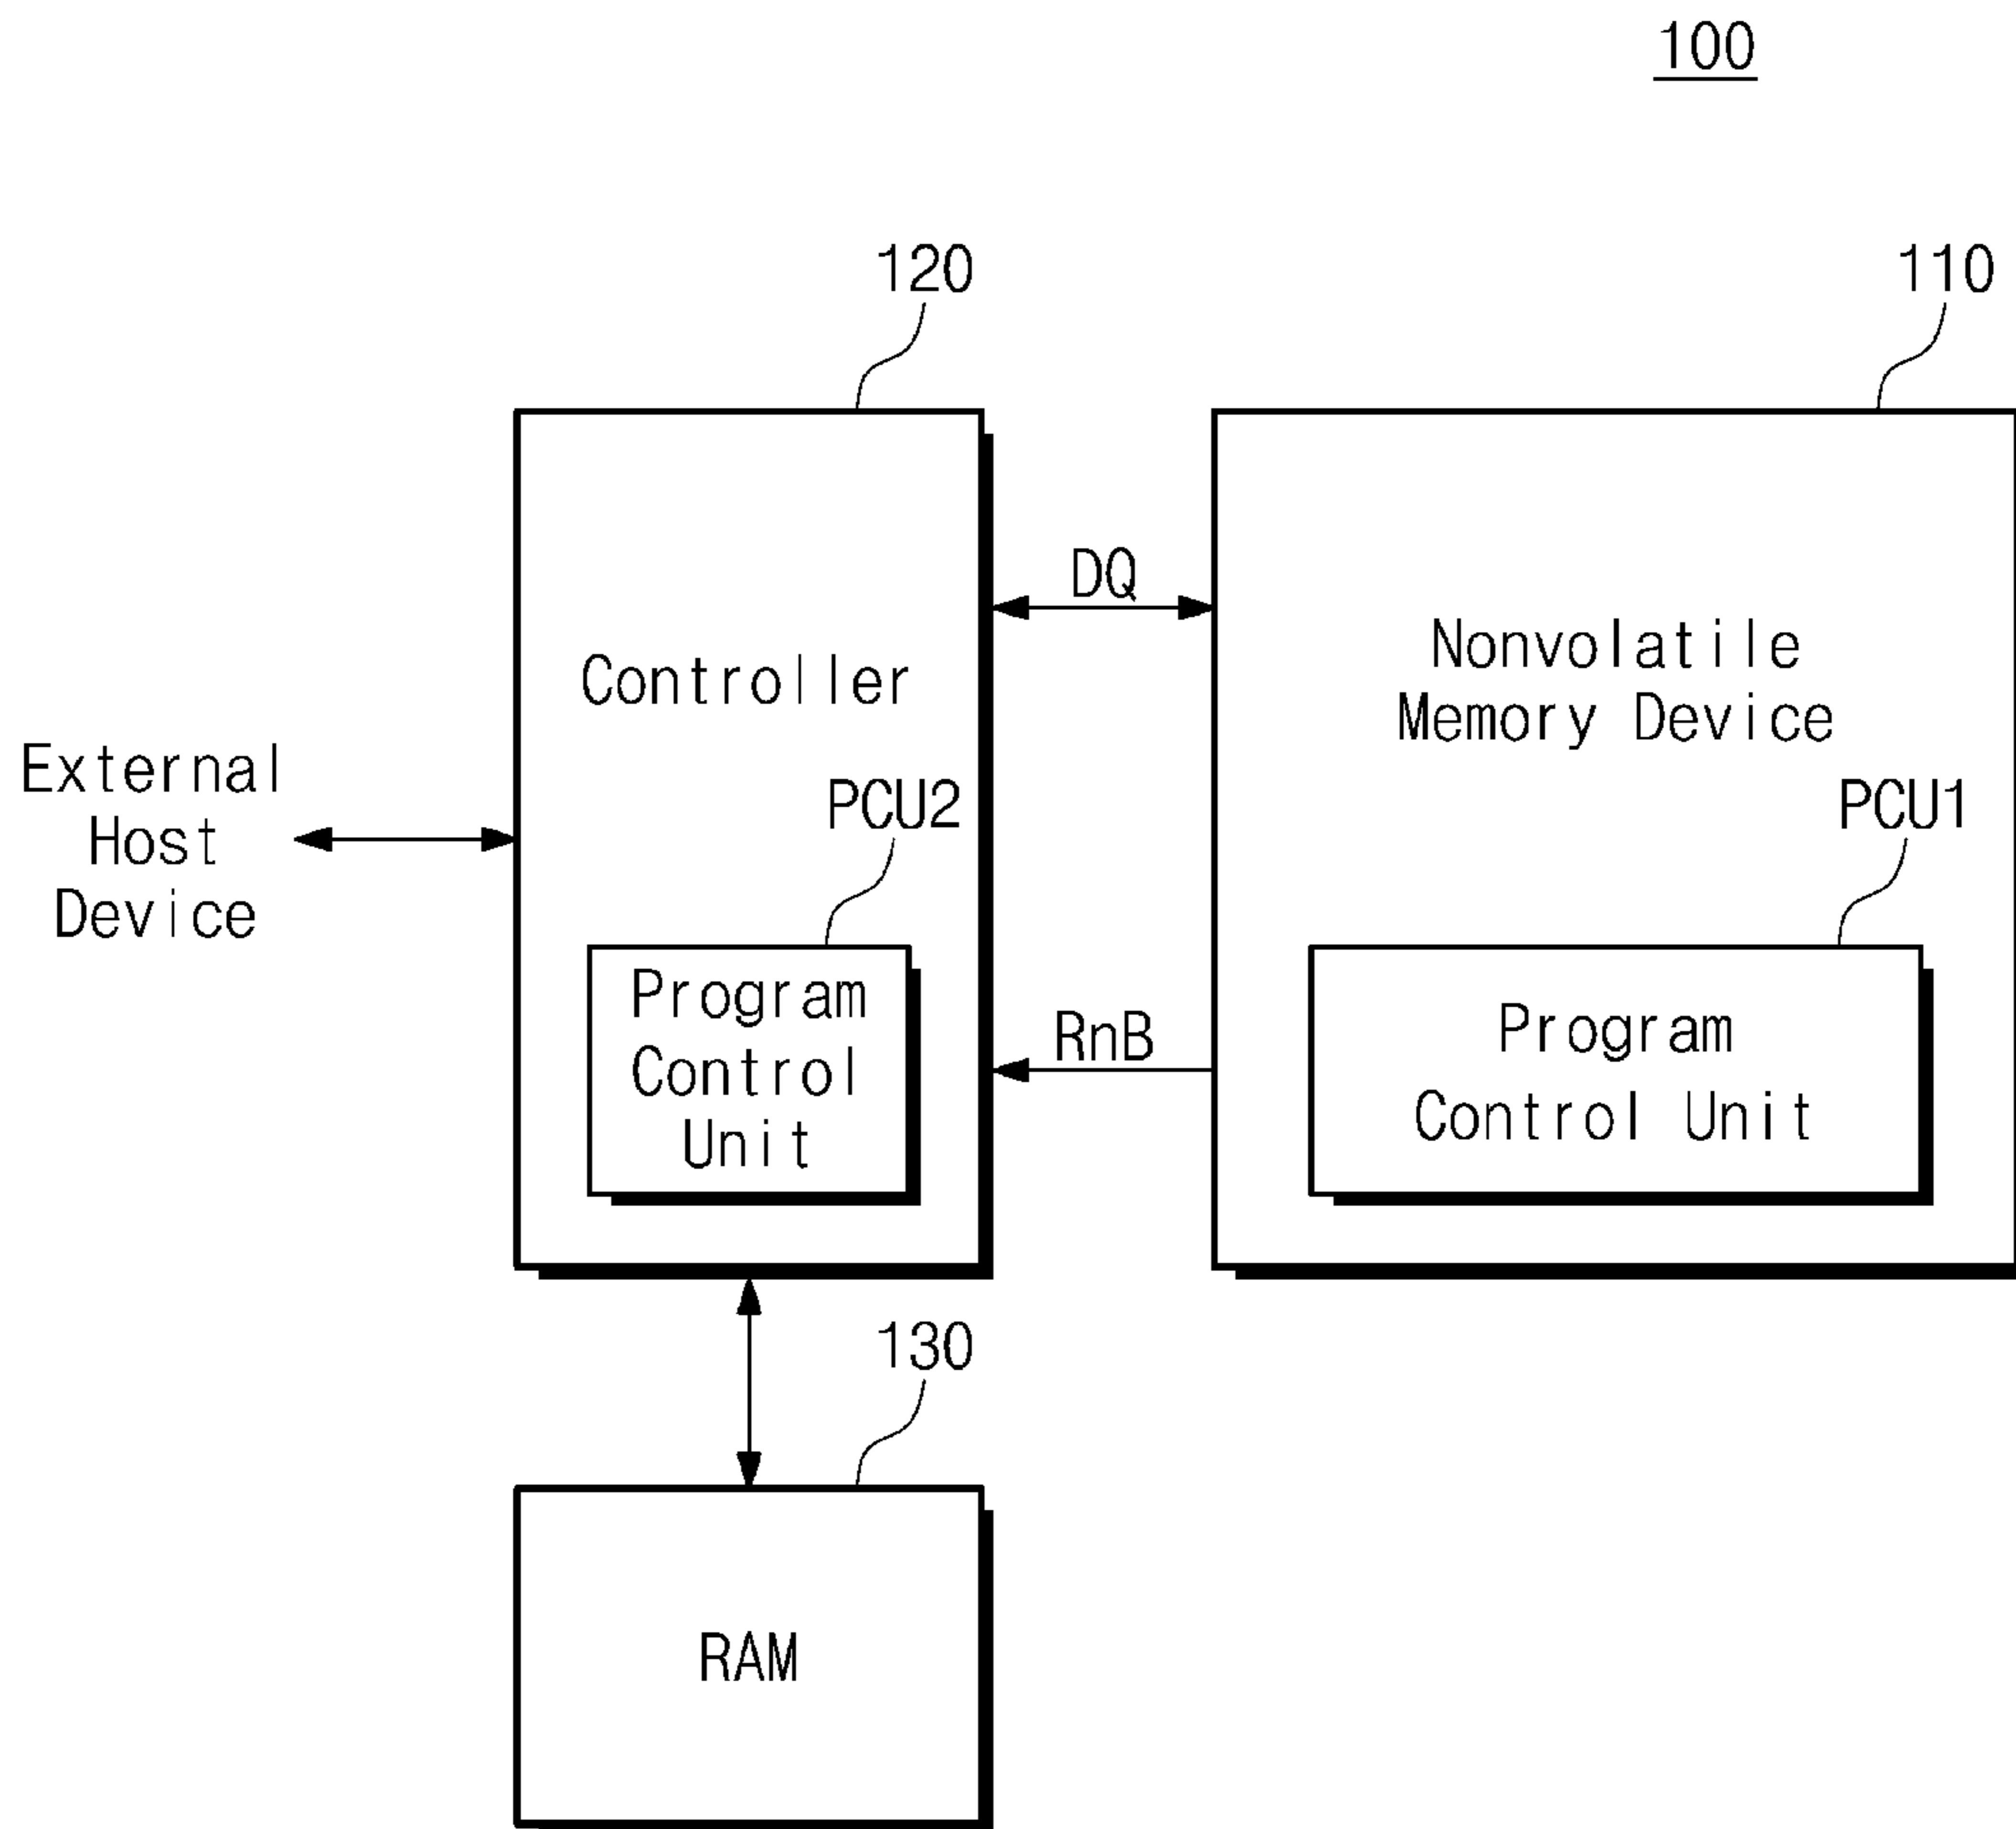 100
120
110
DQ
Controller
Nonvolatile
Memory Device
External
Host
Device
PCU2
PCU1
Program
Control
Unit
RnB
Program
Control Unit
130
RAM